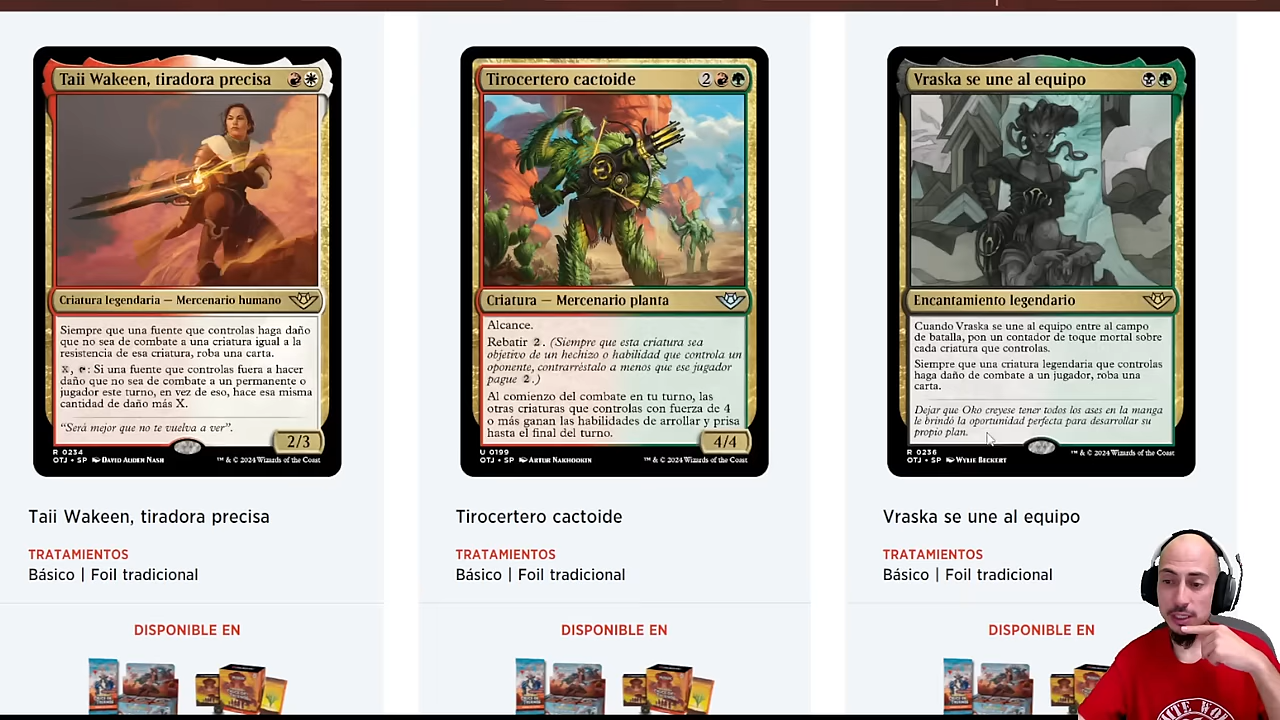 Taii Wakeen, tiradora precisa
Criatura legendaria — Mercenario humano
Siempre que una fuente que controlas haga daño
que no sea de combate a una criatura igual a la
resistencia de esa criatura, roba una carta.
X, : Si una fuente que controlas fuera a hacer
daño que no sea de combate a un permanente o
jugador este turno, en vez de eso, hace esa misma
cantidad de daño más X.
“Será mejor que no te vuelva a ver”.
2/3
R 0234
OTJ • SP DAVID AUDEN NASH
™ & © 2024 Wizards of the Coast
Tirocertero cactoide 2
Criatura — Mercenario planta
Alcance.
Rebatir 2. (Siempre que esta criatura sea
objetivo de un hechizo o habilidad que controla un
oponente, contrarréstalo a menos que ese jugador
pague 2.)
Al comienzo del combate en tu turno, las
otras criaturas que controlas con fuerza de 4
o más ganan las habilidades de arrollar y prisa
hasta el final del turno.
4/4
U 0199
OTJ • SP ARTUR NAKHODKIN
™ & © 2024 Wizards of the Coast
Vraska se une al equipo
Encantamiento legendario
Cuando Vraska se une al equipo entre al campo
de batalla, pon un contador de toque mortal sobre
cada criatura que controlas.
Siempre que una criatura legendaria que controlas
haga daño de combate a un jugador, roba una
carta.
Dejar que Oko creyese tener todos los ases en la manga
le brindó la oportunidad perfecta para desarrollar su
propio plan.
R 0236
OTJ • SP WYLIE BECKERT
™ & © 2024 Wizards of the Coast
Taii Wakeen, tiradora precisa
TRATAMIENTOS
Básico | Foil tradicional
DISPONIBLE EN
Tirocertero cactoide
TRATAMIENTOS
Básico | Foil tradicional
DISPONIBLE EN
Vraska se une al equipo
TRATAMIENTOS
Básico | Foil tradicional
DISPONIBLE EN